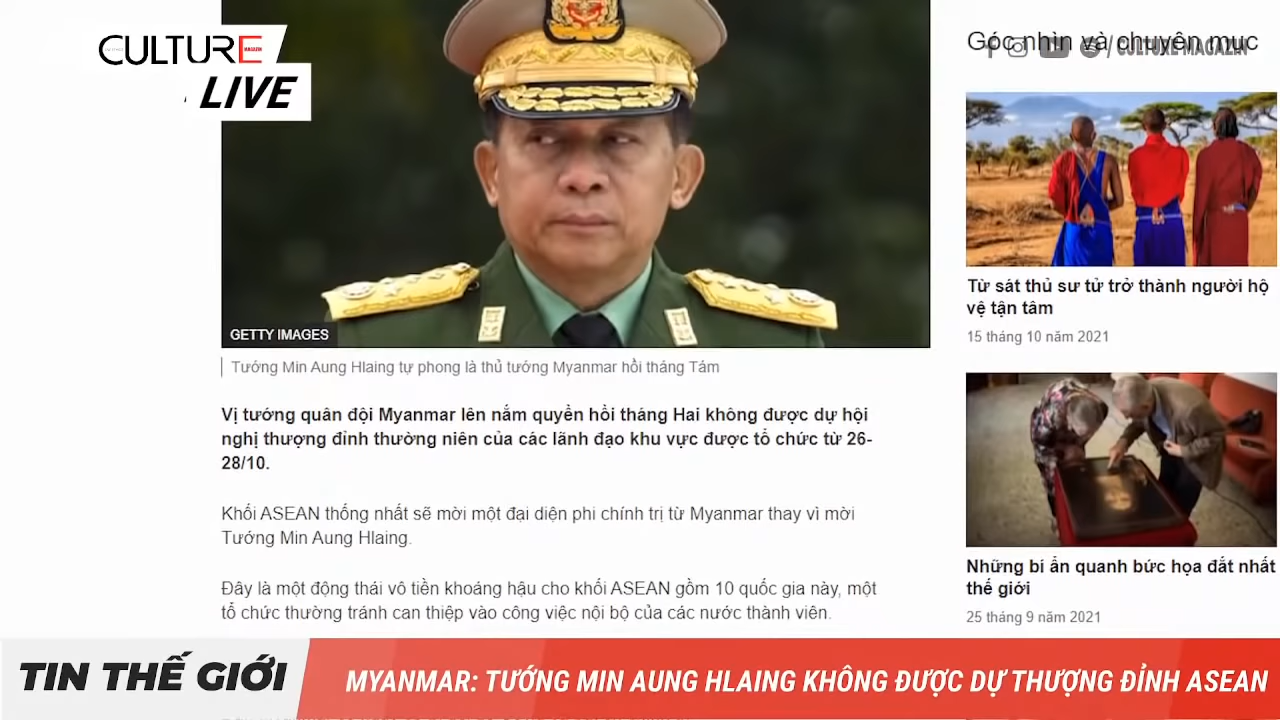 CULTURE
MAGAZIN
LIVE
Góc nhìn và chuyên mục
/ CULTURE MAGAZIN
GETTY IMAGES
Tướng Min Aung Hlaing tự phong là thủ tướng Myanmar hồi tháng Tám
Vị tướng quân đội Myanmar lên nắm quyền hồi tháng Hai không được dự hội
nghị thượng đỉnh thường niên của các lãnh đạo khu vực được tổ chức từ 26-
28/10.
Khối ASEAN thống nhất sẽ mời một đại diện phi chính trị từ Myanmar thay vì mời
Tướng Min Aung Hlaing.
Đây là một động thái vô tiền khoáng hậu cho khối ASEAN gồm 10 quốc gia này, một
tổ chức thường tránh can thiệp vào công việc nội bộ của các nước thành viên.
Từ sát thủ sư tử trở thành người hộ
vệ tận tâm
15 tháng 10 năm 2021
Những bí ẩn quanh bức họa đắt nhất
thế giới
25 tháng 9 năm 2021
TIN THẾ GIỚI
MYANMAR: TƯỚNG MIN AUNG HLAING KHÔNG ĐƯỢC DỰ THƯỢNG ĐỈNH ASEAN